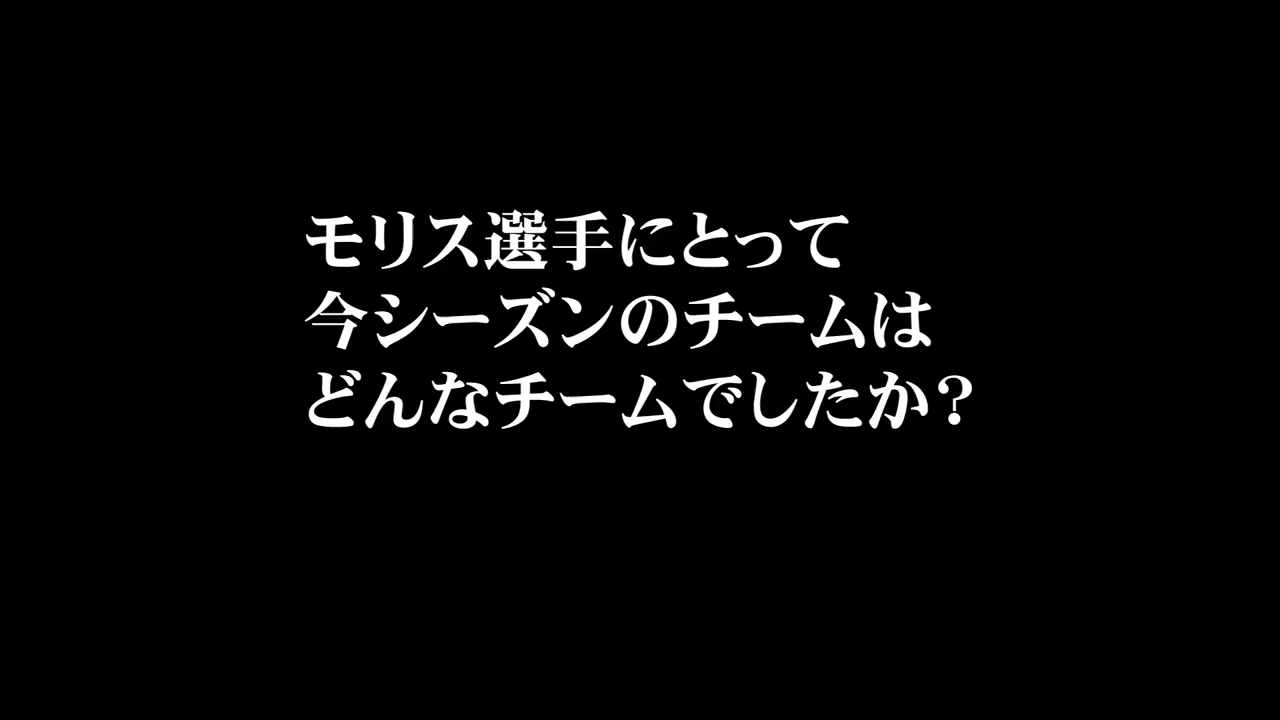 モリス選手にとって
今シーズンのチームは
どんなチームでしたか？